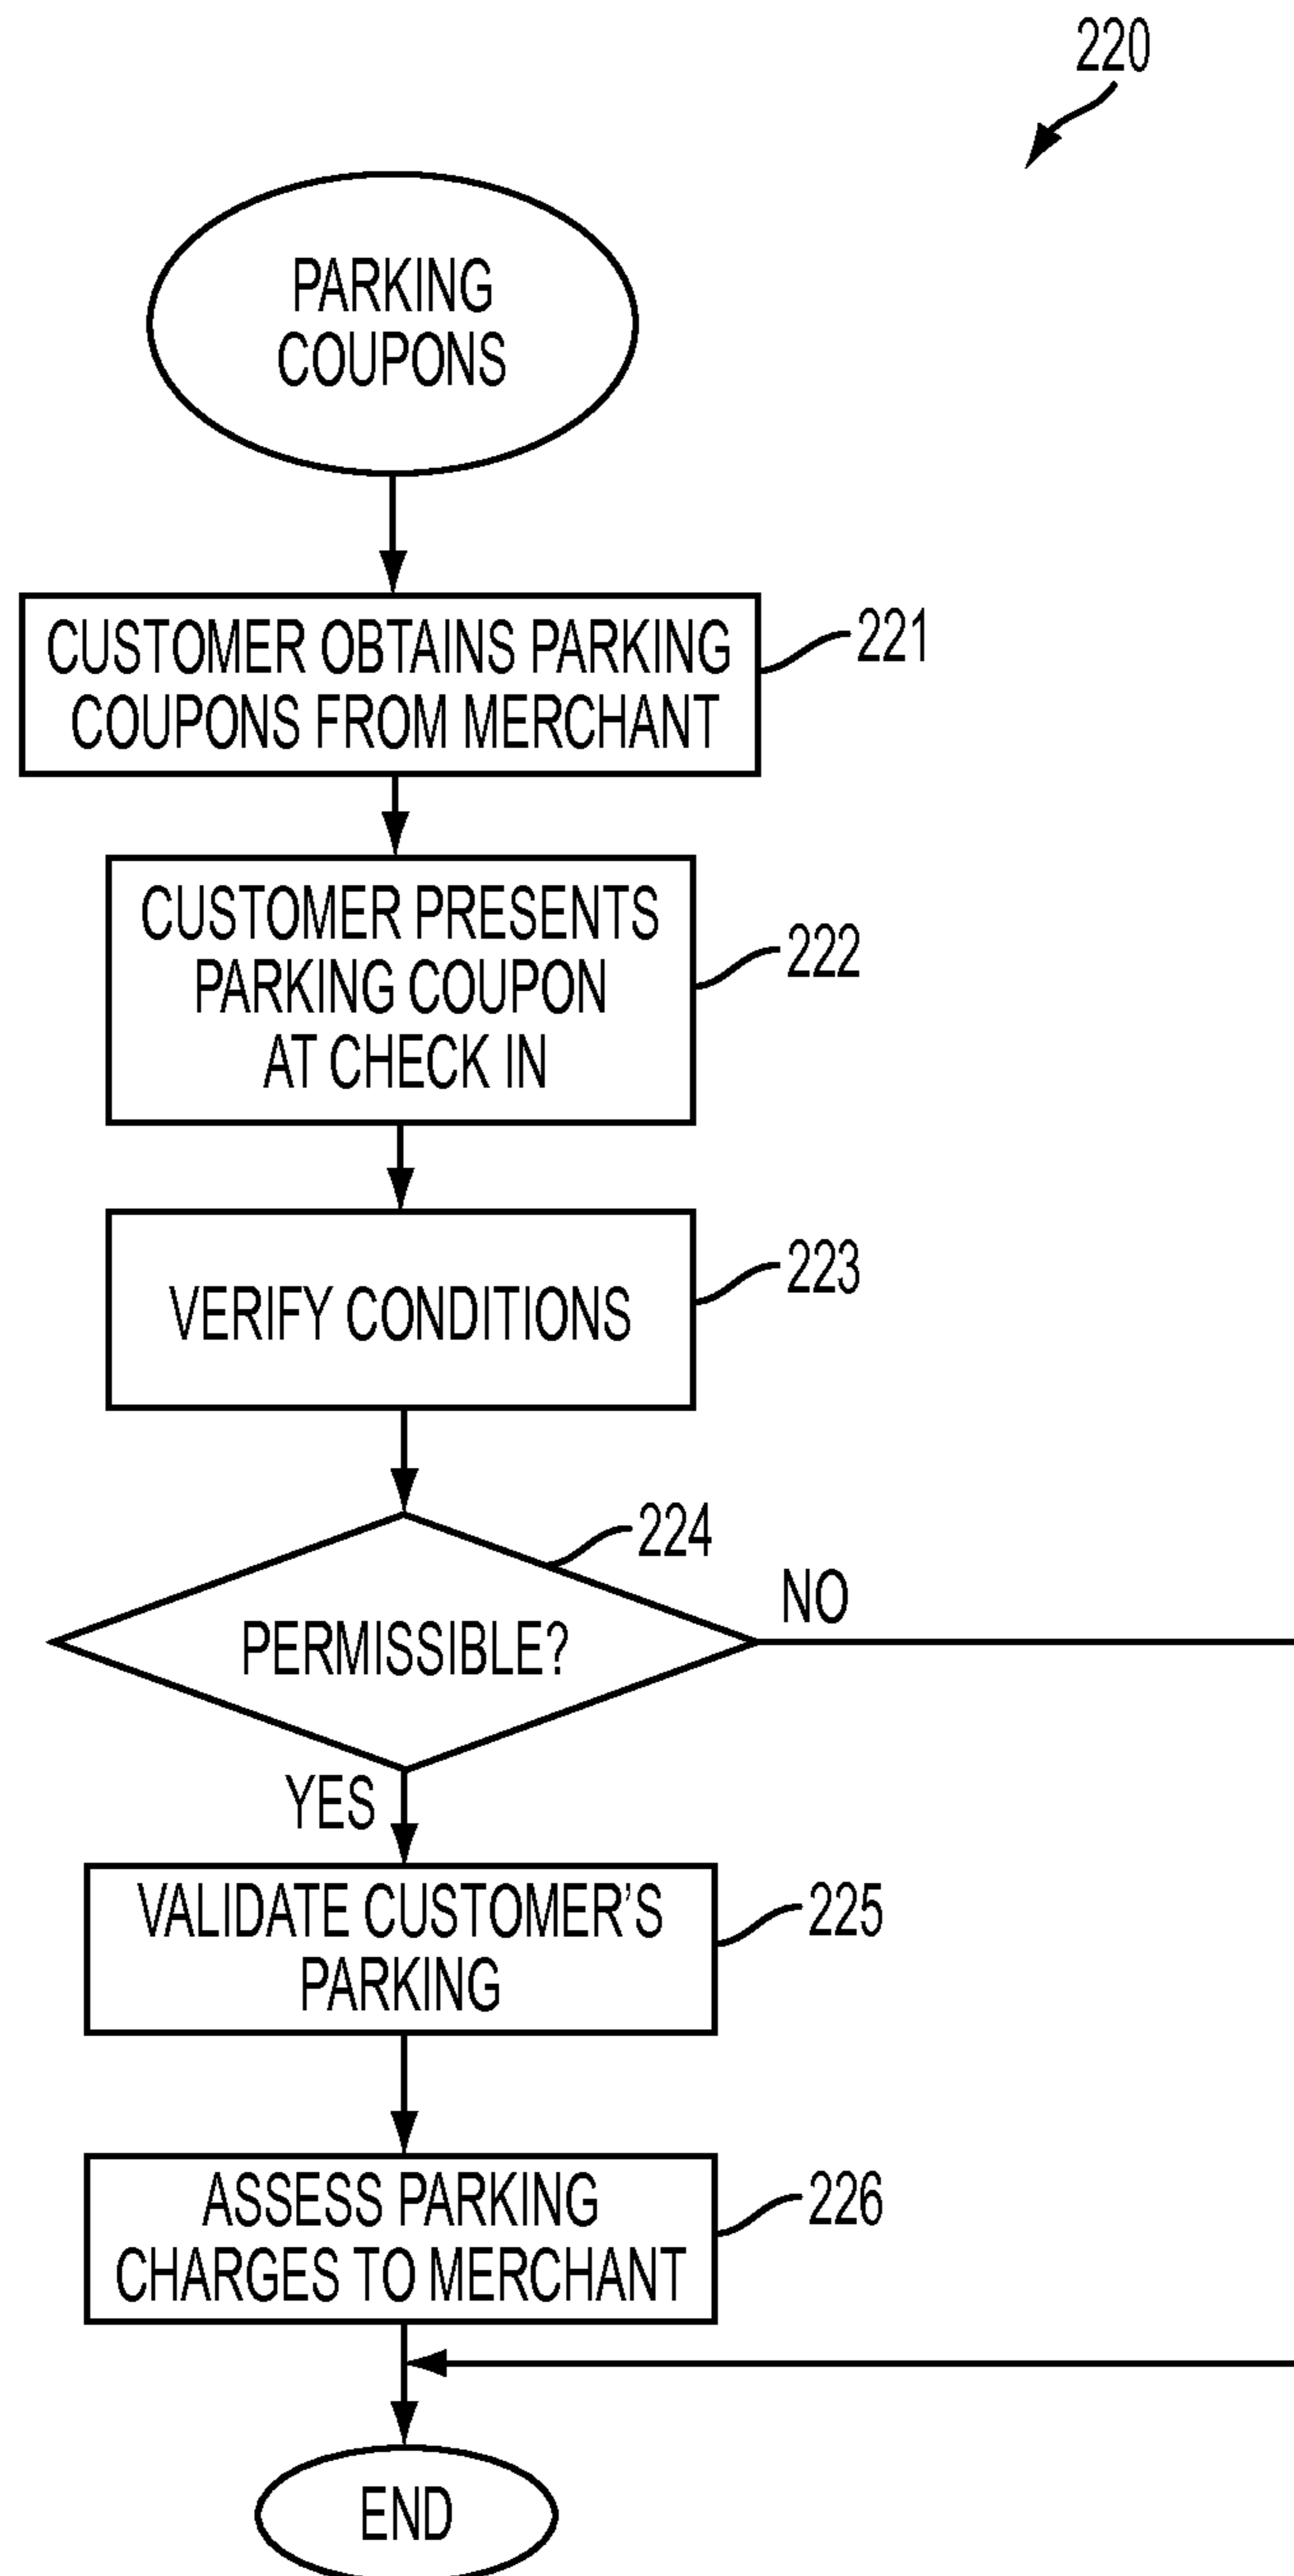 220
PARKING
COUPONS
CUSTOMER OBTAINS PARKING
COUPONS FROM MERCHANT
221
CUSTOMER PRESENTS
PARKING COUPON
AT CHECK IN
222
VERIFY CONDITIONS
223
224
PERMISSIBLE?
NO
YES
VALIDATE CUSTOMER'S
PARKING
225
ASSESS PARKING
CHARGES TO MERCHANT
226
END